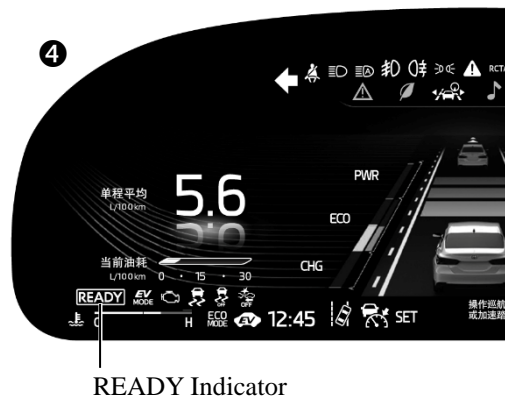 4
RCTA
PWR
单程平均
L/100km
5.6
ECO
当前油耗
L/100km 0 · 15 · 30
CHG
READY EV MODE ON OFF
C H ECO MODE EV 12:45 SET
操作巡航
或加速踏
READY Indicator